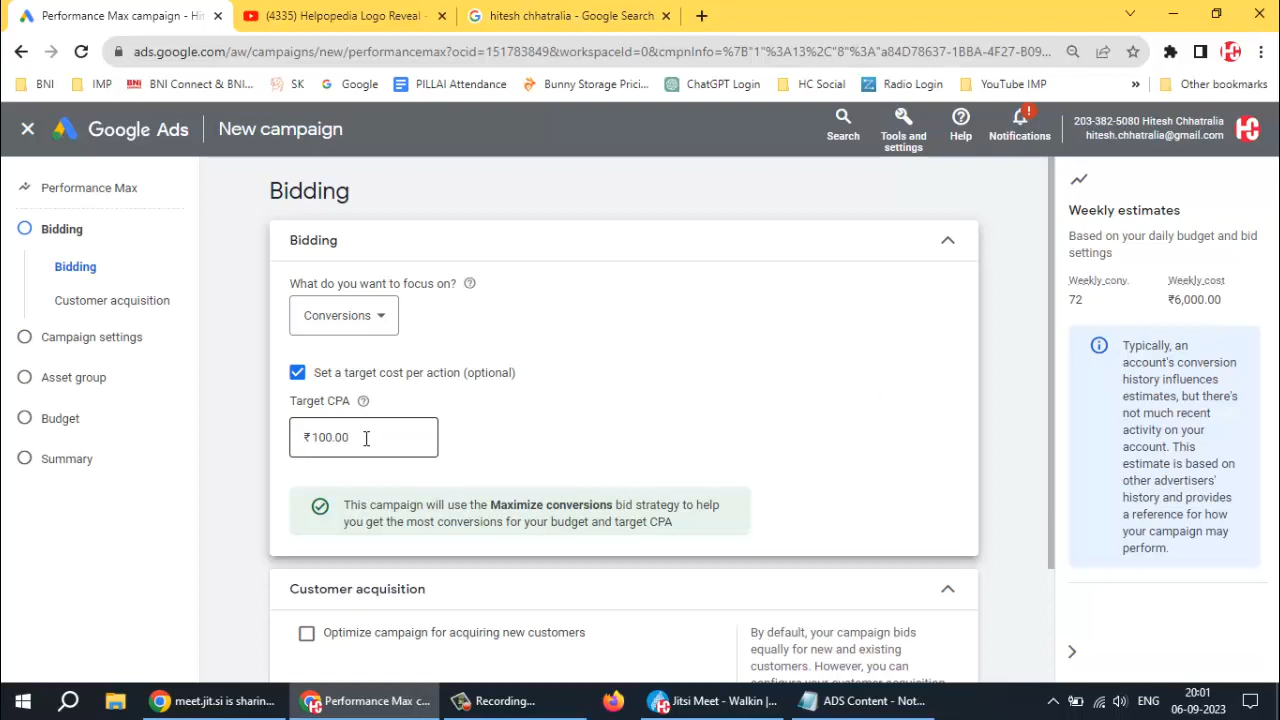 Performance Max campaign - Hit
(4335) Helpopedia Logo Reveal -
hitesh chhatralia - Google Search
ads.google.com/aw/campaigns/new/performancemax?ocid=151783849&workspaceId=0&cmpnInfo=%7B"1"%3A13%2C"8"%3A"a84D78637-1BBA-4F27-B09...
BNI
IMP
BNI Connect & BNI...
SK
Google
PILLAI Attendance
Bunny Storage Prici...
ChatGPT Login
HC Social
Radio Login
YouTube IMP
»
Other bookmarks
Google Ads
New campaign
Search
Tools and settings
Help
Notifications
203-382-5080 Hitesh Chhatralia
hitesh.chhatralia@gmail.com
Performance Max
Bidding
Bidding
Customer acquisition
Campaign settings
Asset group
Budget
Summary
Bidding
Bidding
What do you want to focus on?
Conversions
Set a target cost per action (optional)
Target CPA
₹100.00
This campaign will use the Maximize conversions bid strategy to help
you get the most conversions for your budget and target CPA
Customer acquisition
Optimize campaign for acquiring new customers
By default, your campaign bids
equally for new and existing
customers. However, you can
configure your customer acquisition
Weekly estimates
Based on your daily budget and bid
settings
Weekly conv. Weekly cost
72 ₹6,000.00
Typically, an
account's conversion
history influences
estimates, but there's
not much recent
activity on your
account. This
estimate is based on
other advertisers'
history and provides
a reference for how
your campaign may
perform.
meet.jit.si is sharin...
Performance Max c...
Recording...
Jitsi Meet - Walkin |...
ADS Content - Not...
ENG
20:01
06-09-2023